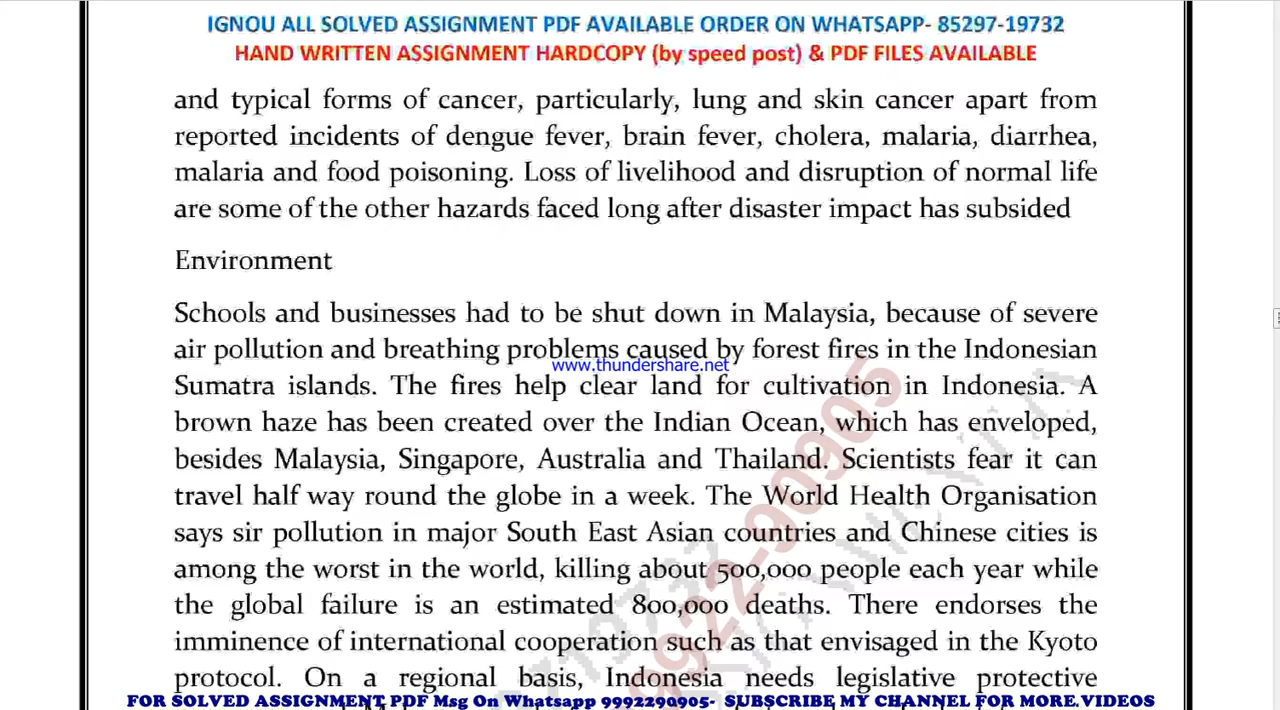 IGNOU ALL SOLVED ASSIGNMENT PDF AVAILABLE ORDER ON WHATSAPP- 85297-19732
HAND WRITTEN ASSIGNMENT HARDCOPY (by speed post) & PDF FILES AVAILABLE
and typical forms of cancer, particularly, lung and skin cancer apart from
reported incidents of dengue fever, brain fever, cholera, malaria, diarrhea,
malaria and food poisoning. Loss of livelihood and disruption of normal life
are some of the other hazards faced long after disaster impact has subsided
Environment
Schools and businesses had to be shut down in Malaysia, because of severe
air pollution and breathing problems caused by forest fires in the Indonesian
www.thundershare.net
Sumatra islands. The fires help clear land for cultivation in Indonesia. A
brown haze has been created over the Indian Ocean, which has enveloped,
besides Malaysia, Singapore, Australia and Thailand. Scientists fear it can
travel half way round the globe in a week. The World Health Organisation
says sir pollution in major South East Asian countries and Chinese cities is
among the worst in the world, killing about 500,000 people each year while
the global failure is an estimated 800,000 deaths. There endorses the
imminence of international cooperation such as that envisaged in the Kyoto
protocol. On a regional basis, Indonesia needs legislative protective
9922-90905
FOR SOLVED ASSIGNMENT PDF Msg On Whatsapp 9992290905- SUBSCRIBE MY CHANNEL FOR MORE VIDEOS